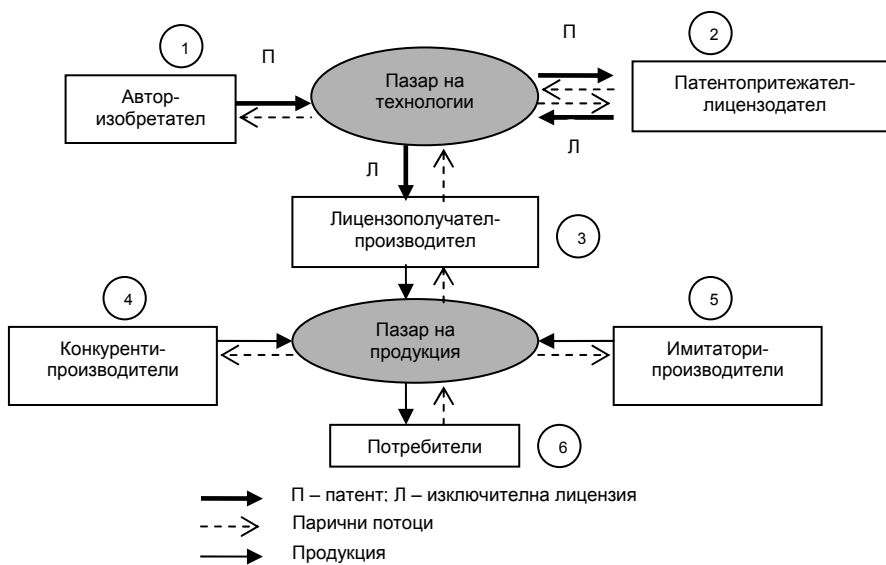 1
П
П
2
Автор-
изобретател
Пазар на
технологии
Патентопритежател-
лицензодател
Л
Л
Лицензополучател-
производител
3
4
5
Конкуренти-
производители
Пазар на
продукция
Имитатори-
производители
Потребители
6
П – патент; Л – изключителна лицензия
Парични потоци
Продукция